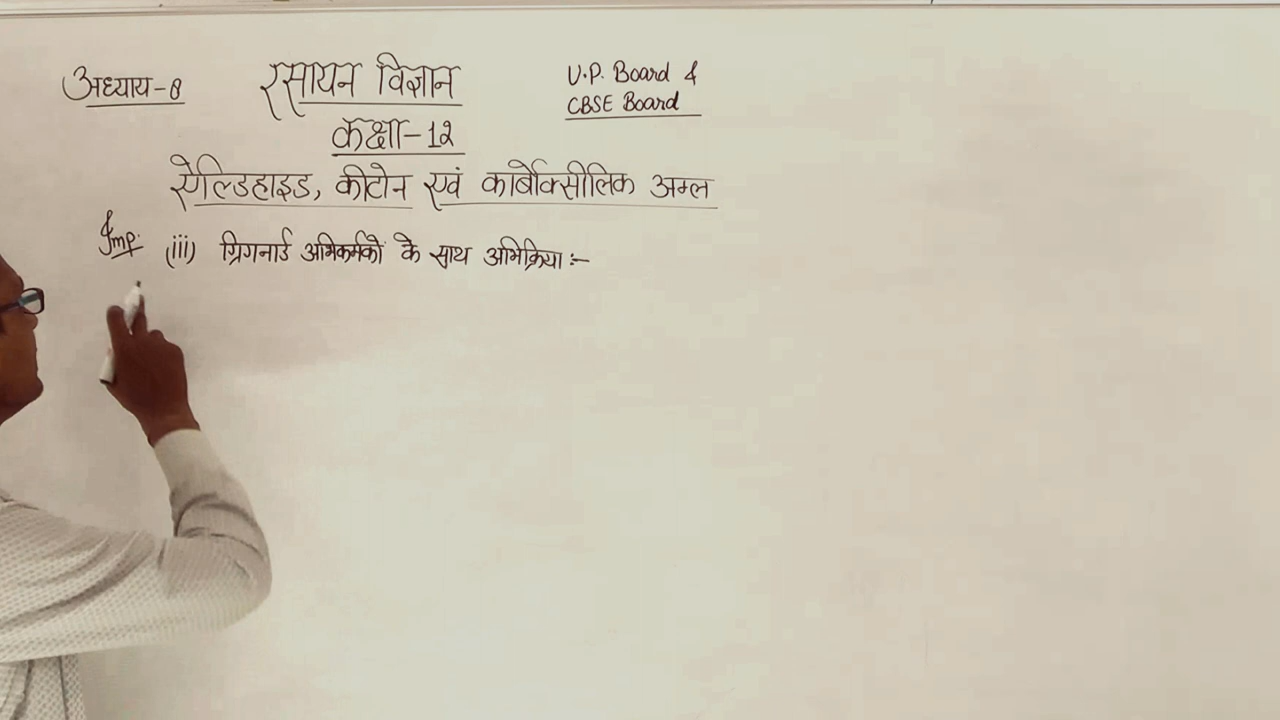 अध्याय-8
रसायन विज्ञान
कक्षा-12
U.P. Board &
CBSE Board
ऐल्डिहाइड, कीटोन एवं कार्बोक्सीलिक अम्ल
Imp. (iii) ग्रिगनार्ड अभिकर्मकों के साथ अभिक्रिया :-